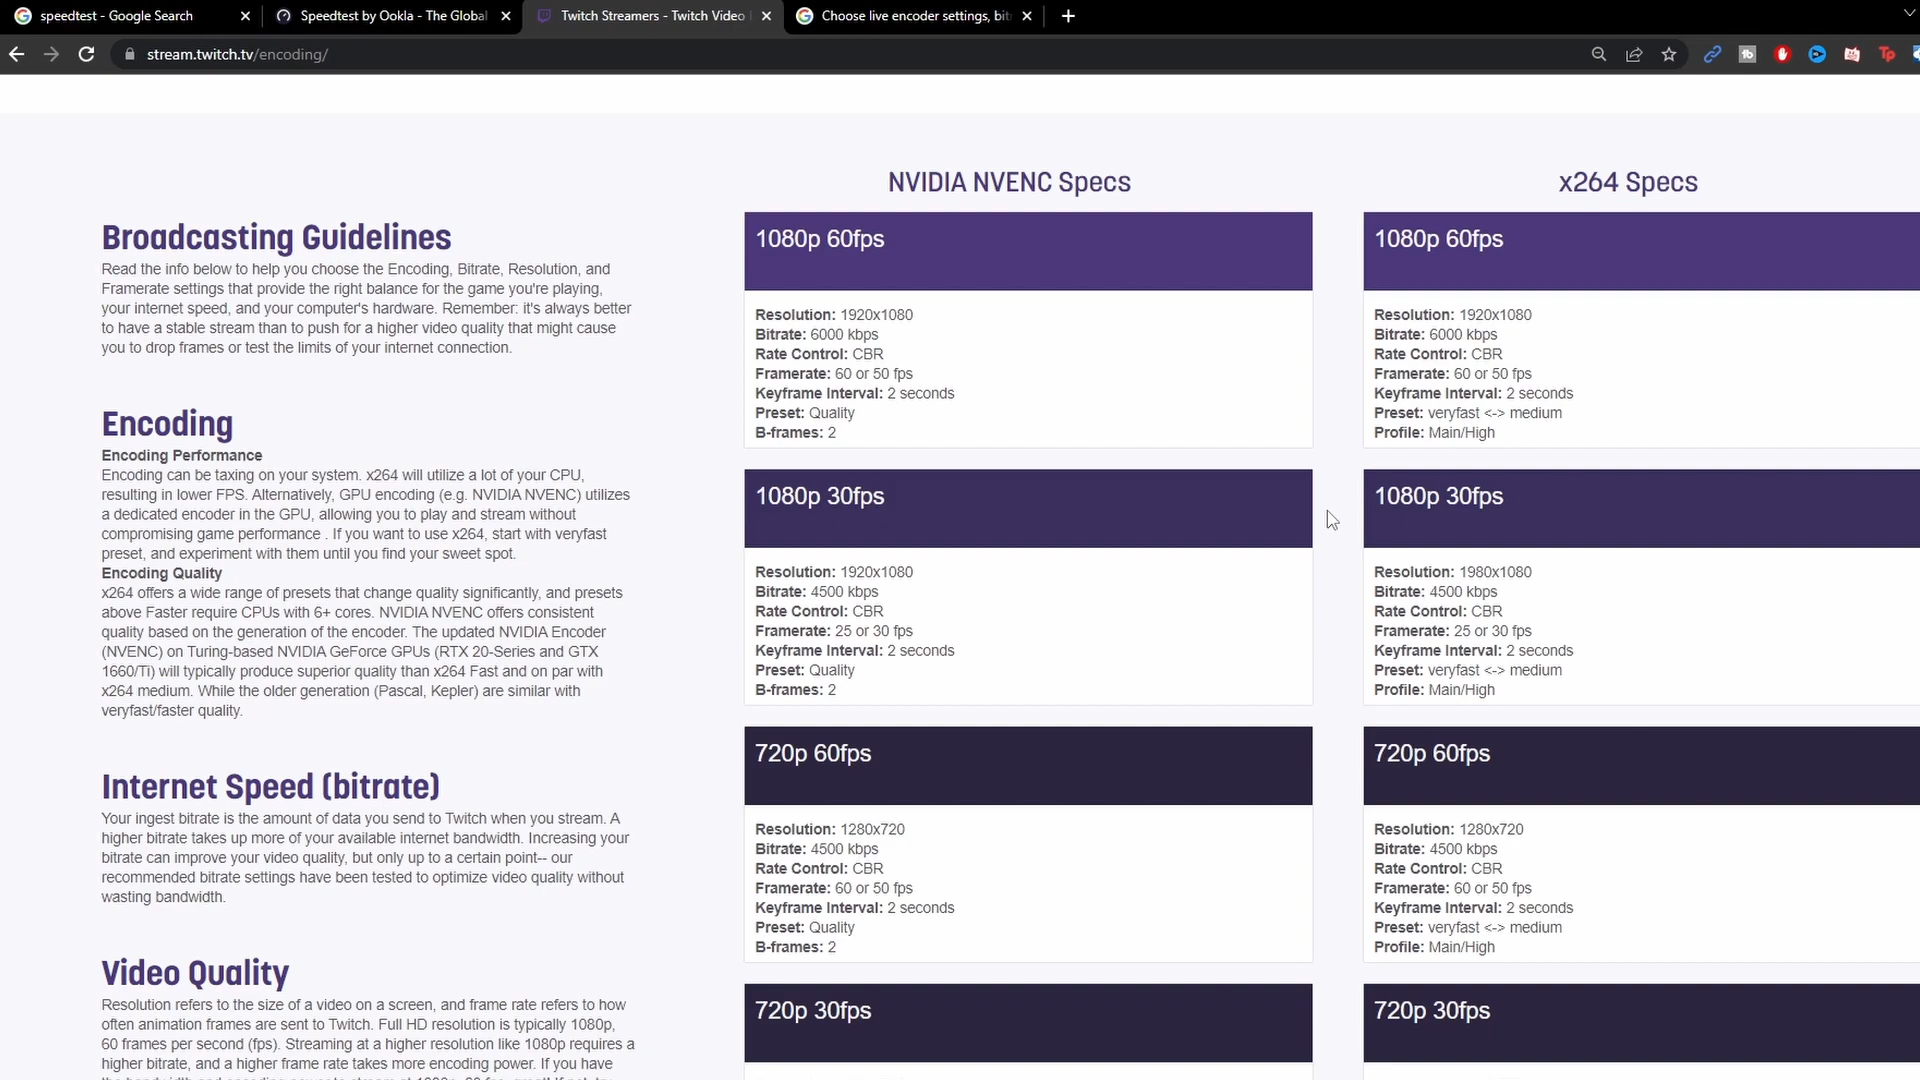 speedtest - Google Search
Speedtest by Ookla - The Global
Twitch Streamers - Twitch Video
Choose live encoder settings, bit
stream.twitch.tv/encoding/
NVIDIA NVENC Specs
x264 Specs
Broadcasting Guidelines
Read the info below to help you choose the Encoding, Bitrate, Resolution, and
Framerate settings that provide the right balance for the game you're playing,
your internet speed, and your computer's hardware. Remember: it's always better
to have a stable stream than to push for a higher video quality that might cause
you to drop frames or test the limits of your internet connection.
Encoding
Encoding Performance
Encoding can be taxing on your system. x264 will utilize a lot of your CPU,
resulting in lower FPS. Alternatively, GPU encoding (e.g. NVIDIA NVENC) utilizes
a dedicated encoder in the GPU, allowing you to play and stream without
compromising game performance . If you want to use x264, start with veryfast
preset, and experiment with them until you find your sweet spot.
Encoding Quality
x264 offers a wide range of presets that change quality significantly, and presets
above Faster require CPUs with 6+ cores. NVIDIA NVENC offers consistent
quality based on the generation of the encoder. The updated NVIDIA Encoder
(NVENC) on Turing-based NVIDIA GeForce GPUs (RTX 20-Series and GTX
1660/Ti) will typically produce superior quality than x264 Fast and on par with
x264 medium. While the older generation (Pascal, Kepler) are similar with
veryfast/faster quality.
Internet Speed (bitrate)
Your ingest bitrate is the amount of data you send to Twitch when you stream. A
higher bitrate takes up more of your available internet bandwidth. Increasing your
bitrate can improve your video quality, but only up to a certain point-- our
recommended bitrate settings have been tested to optimize video quality without
wasting bandwidth.
Video Quality
Resolution refers to the size of a video on a screen, and frame rate refers to how
often animation frames are sent to Twitch. Full HD resolution is typically 1080p,
60 frames per second (fps). Streaming at a higher resolution like 1080p requires a
higher bitrate, and a higher frame rate takes more encoding power. If you have
1080p 60fps
Resolution: 1920x1080
Bitrate: 6000 kbps
Rate Control: CBR
Framerate: 60 or 50 fps
Keyframe Interval: 2 seconds
Preset: Quality
B-frames: 2
1080p 30fps
Resolution: 1920x1080
Bitrate: 4500 kbps
Rate Control: CBR
Framerate: 25 or 30 fps
Keyframe Interval: 2 seconds
Preset: Quality
B-frames: 2
720p 60fps
Resolution: 1280x720
Bitrate: 4500 kbps
Rate Control: CBR
Framerate: 60 or 50 fps
Keyframe Interval: 2 seconds
Preset: Quality
B-frames: 2
720p 30fps
1080p 60fps
Resolution: 1920x1080
Bitrate: 6000 kbps
Rate Control: CBR
Framerate: 60 or 50 fps
Keyframe Interval: 2 seconds
Preset: veryfast <-> medium
Profile: Main/High
1080p 30fps
Resolution: 1980x1080
Bitrate: 4500 kbps
Rate Control: CBR
Framerate: 25 or 30 fps
Keyframe Interval: 2 seconds
Preset: veryfast <-> medium
Profile: Main/High
720p 60fps
Resolution: 1280x720
Bitrate: 4500 kbps
Rate Control: CBR
Framerate: 60 or 50 fps
Keyframe Interval: 2 seconds
Preset: veryfast <-> medium
Profile: Main/High
720p 30fps